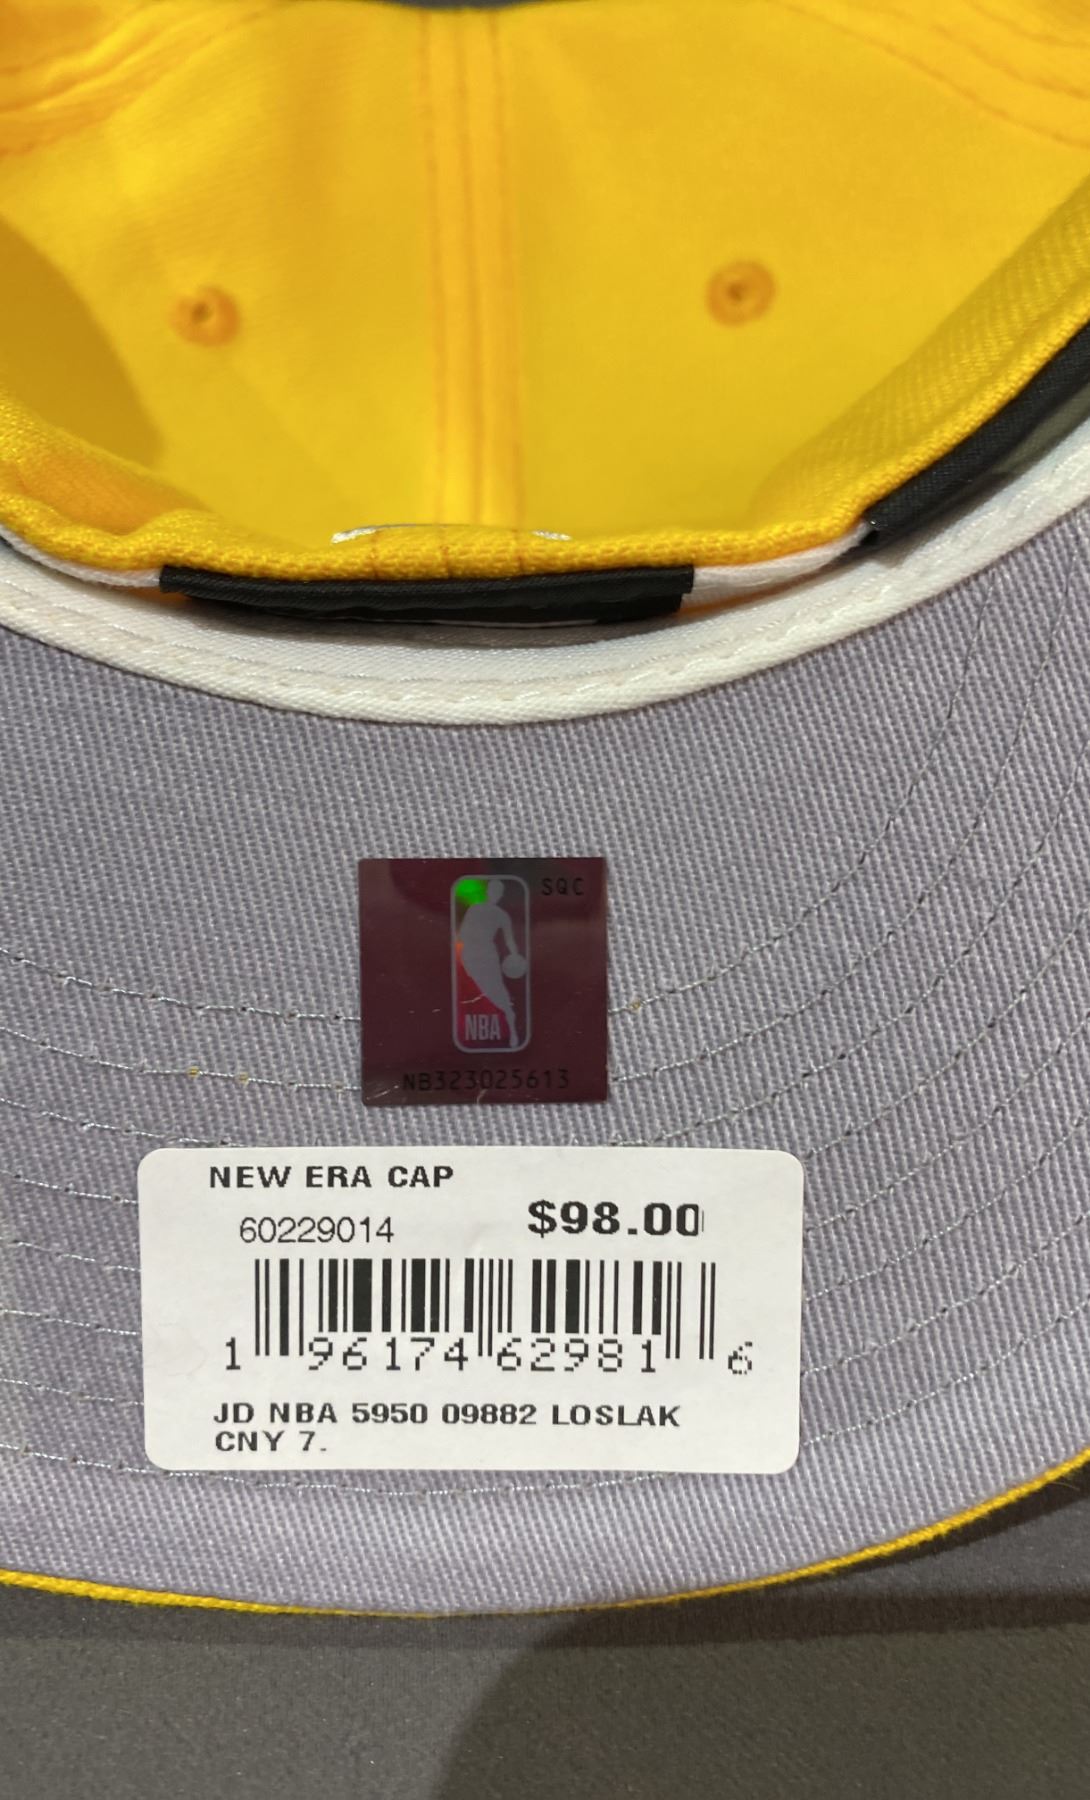 SQC
NBA
NB323025613
NEW ERA CAP
$98.00
60229014
1 96174 62981 6
JD NBA 5950 09882 LOSLAK
CNY 7.